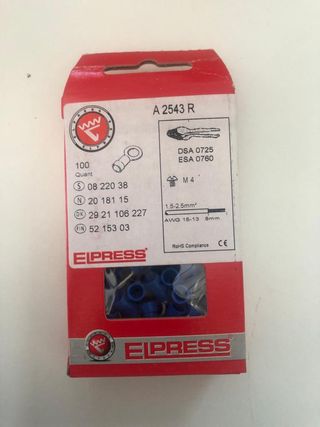 A 2543 R
100
Quant
DSA 0725
ESA 0760
S 08 220 38
M 4
N 20 181 15
DK 29 21 106 227
1.5-2.5mm²
AWG 15-13 8mm
FIN 52 153 03
RoHS Compliance CE
ELPRESS
ELPRESS